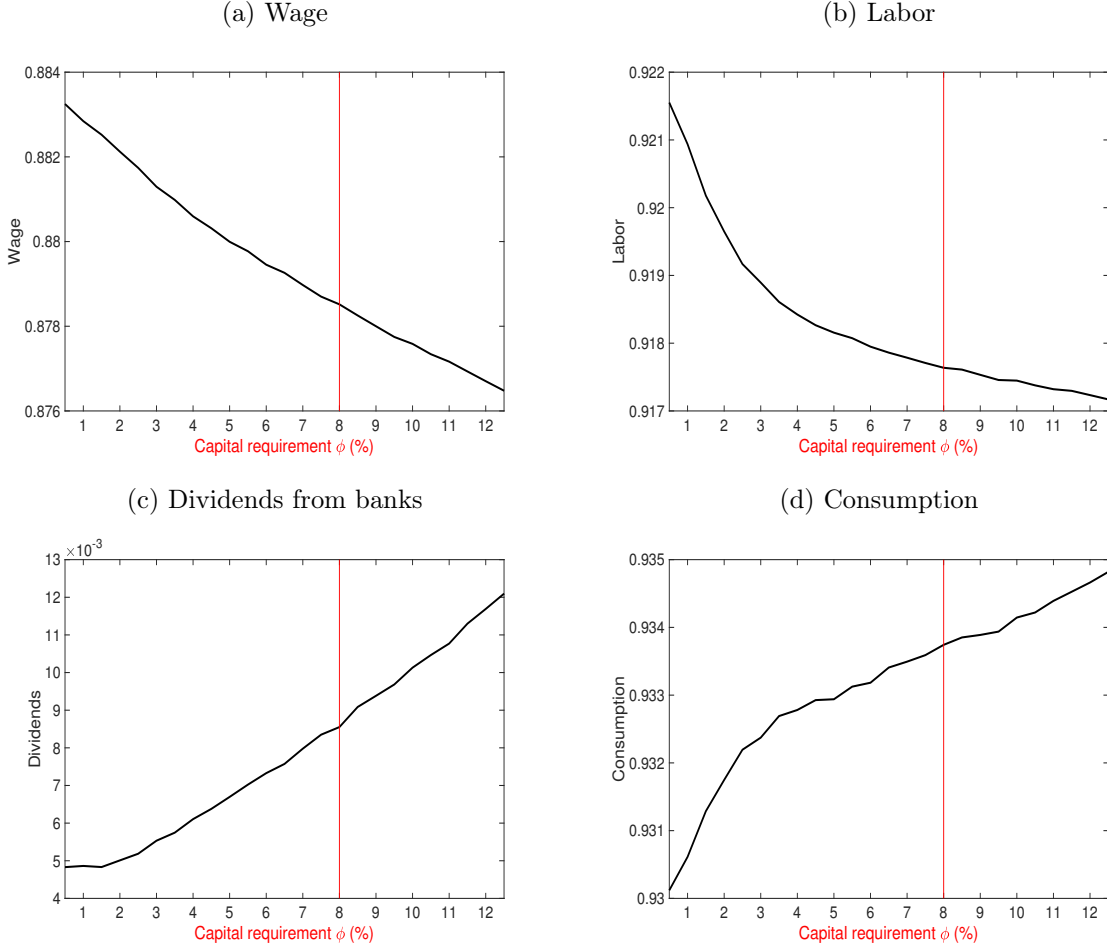 (a) Wage
(b) Labor
0.884
0.882
0.88
0.878
0.876
Wage
1 2 3 4 5 6 7 8 9 10 11 12
Capital requirement ϕ (%)
0.922
0.921
0.92
0.919
0.918
0.917
Labor
1 2 3 4 5 6 7 8 9 10 11 12
Capital requirement ϕ (%)
(c) Dividends from banks
(d) Consumption
×10⁻³
13
12
11
10
9
8
7
6
5
4
Dividends
1 2 3 4 5 6 7 8 9 10 11 12
Capital requirement ϕ (%)
0.935
0.934
0.933
0.932
0.931
0.93
Consumption
1 2 3 4 5 6 7 8 9 10 11 12
Capital requirement ϕ (%)